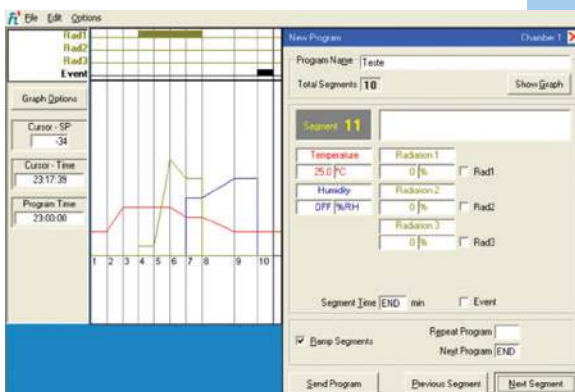 File Edit Options
Rad1
Rad2
Rad3
Event
Graph Options
Cursor - SP
-34
Cursor - Time
23:17:39
Program Time
23:00:00
1 2 3 4 5 6 7 8 9 10
New Program Chamber 1
Program Name Teste
Total Segments 10 Show Graph
Segment 11
Temperature Radiation 1
25.0 °C 0 % Rad1
Humidity Radiation 2
OFF %RH 0 % Rad2
Radiation 3
0 % Rad3
Segment Time END min Event
Ramp Segments Repeat Program
Next Program END
Send Program Previous Segment Next Segment